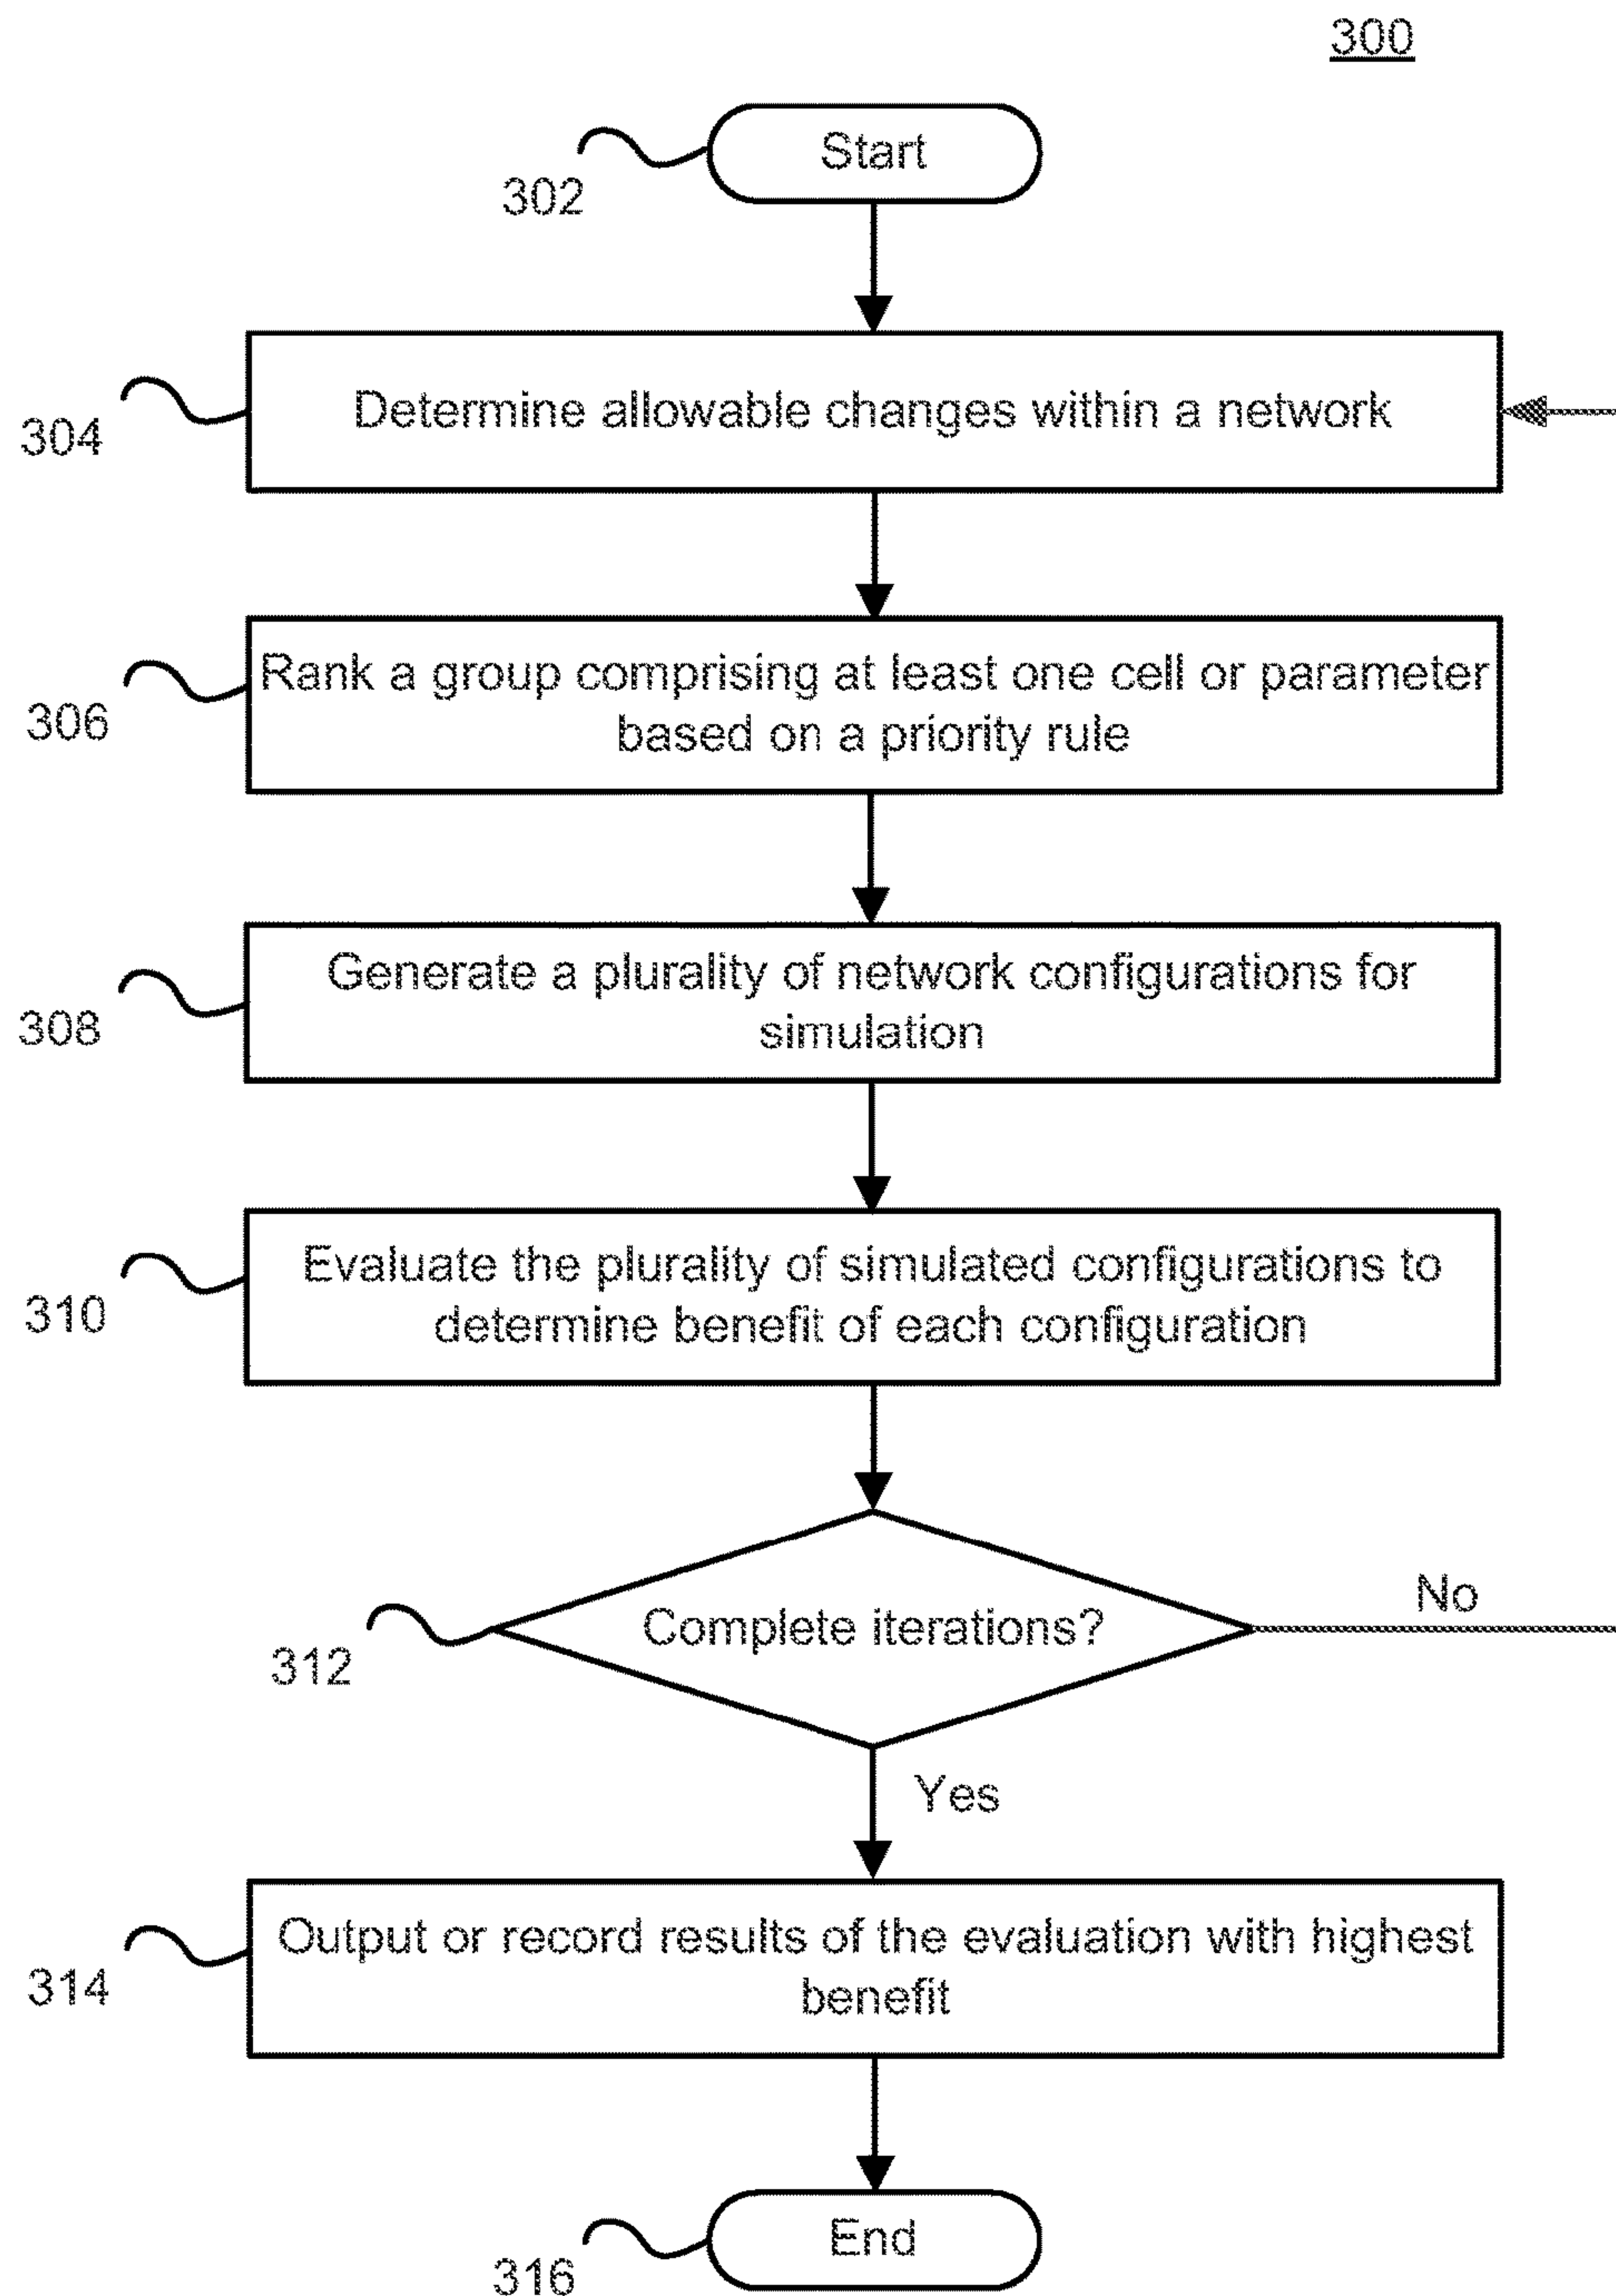 300
Start
302
Determine allowable changes within a network
304
Rank a group comprising at least one cell or parameter
based on a priority rule
306
Generate a plurality of network configurations for
simulation
308
Evaluate the plurality of simulated configurations to
determine benefit of each configuration
310
Complete iterations?
No
312
Yes
Output or record results of the evaluation with highest
benefit
314
End
316